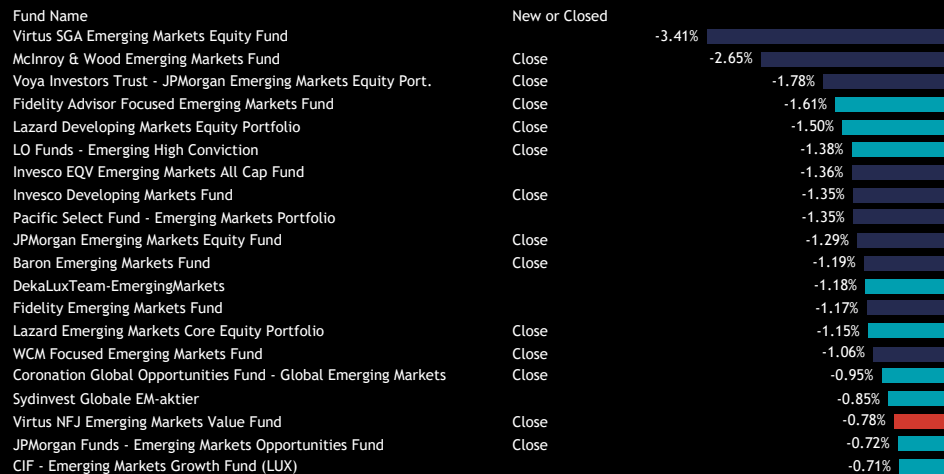 Fund Name New or Closed
Virtus SGA Emerging Markets Equity Fund -3.41%
McInroy & Wood Emerging Markets Fund Close -2.65%
Voya Investors Trust - JPMorgan Emerging Markets Equity Port. Close -1.78%
Fidelity Advisor Focused Emerging Markets Fund Close -1.61%
Lazard Developing Markets Equity Portfolio Close -1.50%
LO Funds - Emerging High Conviction Close -1.38%
Invesco EQV Emerging Markets All Cap Fund -1.36%
Invesco Developing Markets Fund Close -1.35%
Pacific Select Fund - Emerging Markets Portfolio -1.35%
JPMorgan Emerging Markets Equity Fund Close -1.29%
Baron Emerging Markets Fund Close -1.19%
DekaLuxTeam-EmergingMarkets -1.18%
Fidelity Emerging Markets Fund -1.17%
Lazard Emerging Markets Core Equity Portfolio Close -1.15%
WCM Focused Emerging Markets Fund Close -1.06%
Coronation Global Opportunities Fund - Global Emerging Markets Close -0.95%
Sydinvest Globale EM-aktier -0.85%
Virtus NFJ Emerging Markets Value Fund Close -0.78%
JPMorgan Funds - Emerging Markets Opportunities Fund Close -0.72%
CIF - Emerging Markets Growth Fund (LUX) -0.71%